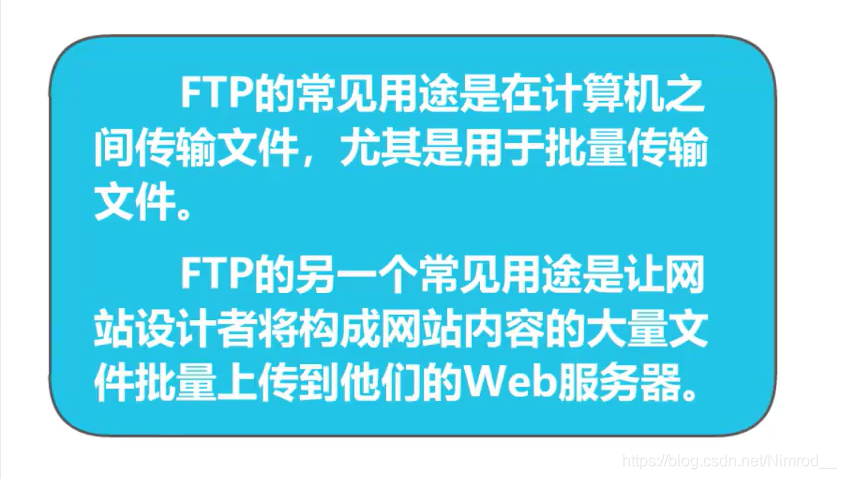 FTP的常见用途是在计算机之
间传输文件，尤其是用于批量传输
文件。
FTP的另一个常见用途是让网
站设计者将构成网站内容的大量文
件批量上传到他们的Web服务器。
https://blog.csdn.net/Nimrod__